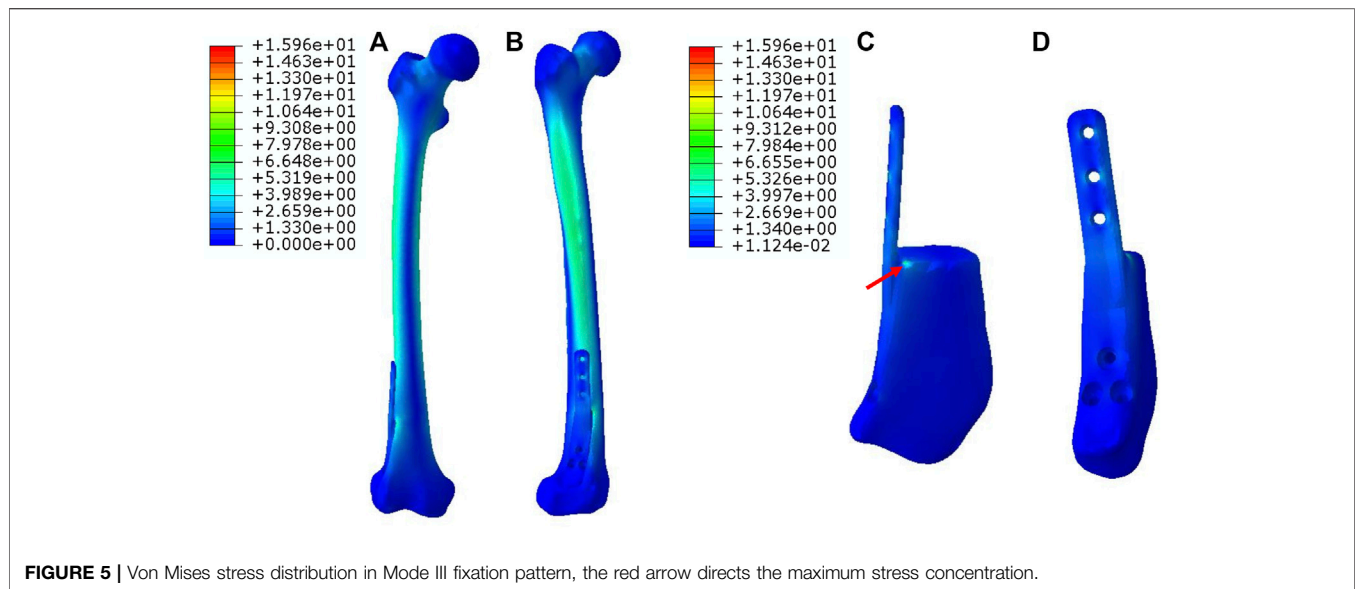 A
B
C
D
+1.596e+01
+1.463e+01
+1.330e+01
+1.197e+01
+1.064e+01
+9.308e+00
+7.978e+00
+6.648e+00
+5.319e+00
+3.989e+00
+2.659e+00
+1.330e+00
+0.000e+00
+1.596e+01
+1.463e+01
+1.330e+01
+1.197e+01
+1.064e+01
+9.312e+00
+7.984e+00
+6.655e+00
+5.326e+00
+3.997e+00
+2.669e+00
+1.340e+00
+1.124e-02
FIGURE 5 | Von Mises stress distribution in Mode III fixation pattern, the red arrow directs the maximum stress concentration.